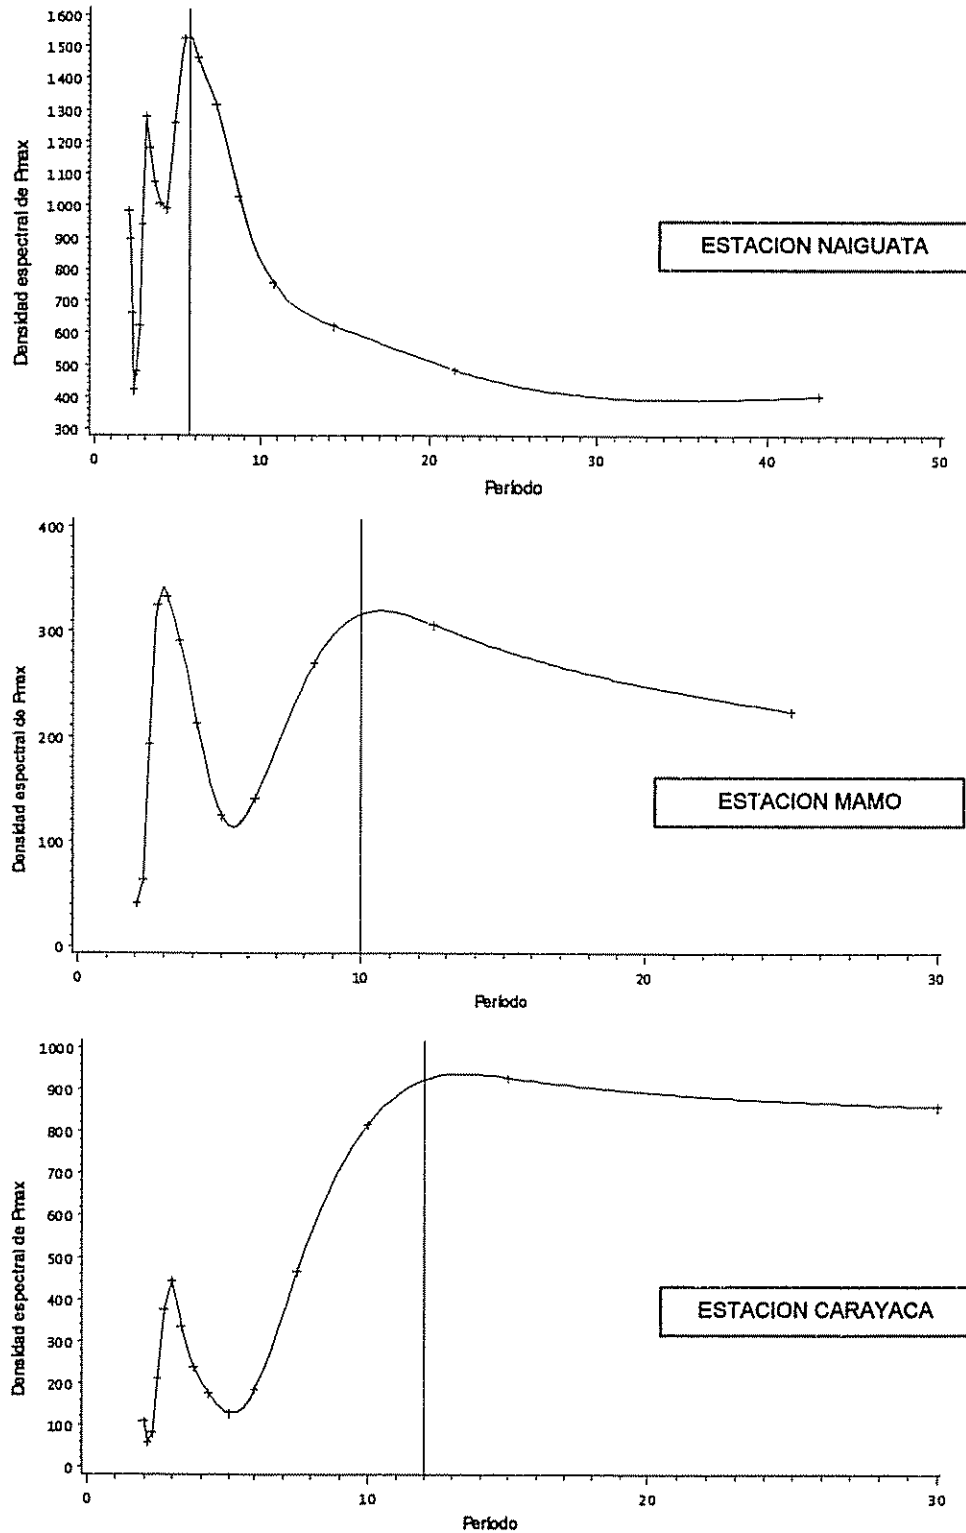 1600
1500
1400
1300
1200
1100
1000
900
800
700
600
500
400
300
Densidad espectral de Pmax
ESTACION NAIGUATA
0 10 20 30 40 50
Período
400
300
200
100
0
Densidad espectral de Pmax
ESTACION MAMO
0 10 20 30
Período
1000
900
800
700
600
500
400
300
200
100
0
Densidad espectral de Pmax
ESTACION CARAYACA
0 10 20 30
Período